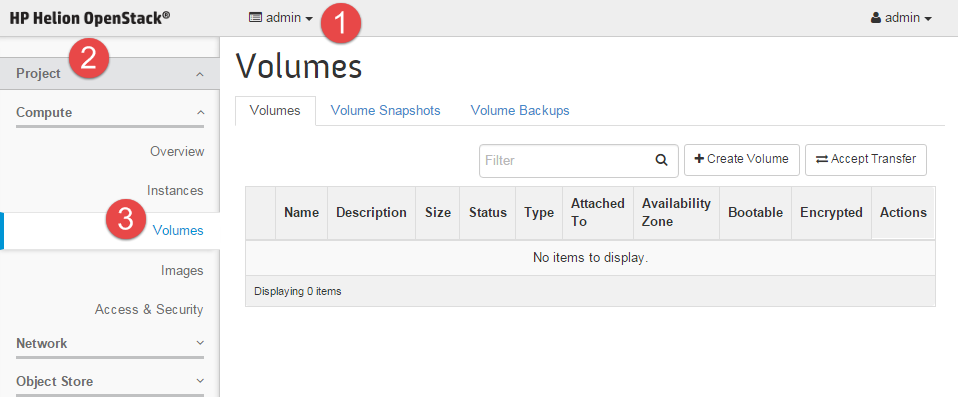 HP Helion OpenStack®
admin
1
admin
2
Project
Compute
Overview
Instances
3
Volumes
Images
Access & Security
Network
Object Store
Volumes
Volumes
Volume Snapshots
Volume Backups
Filter
Create Volume
Accept Transfer
Name
Description
Size
Status
Type
Attached
To
Availability
Zone
Bootable
Encrypted
Actions
No items to display.
Displaying 0 items